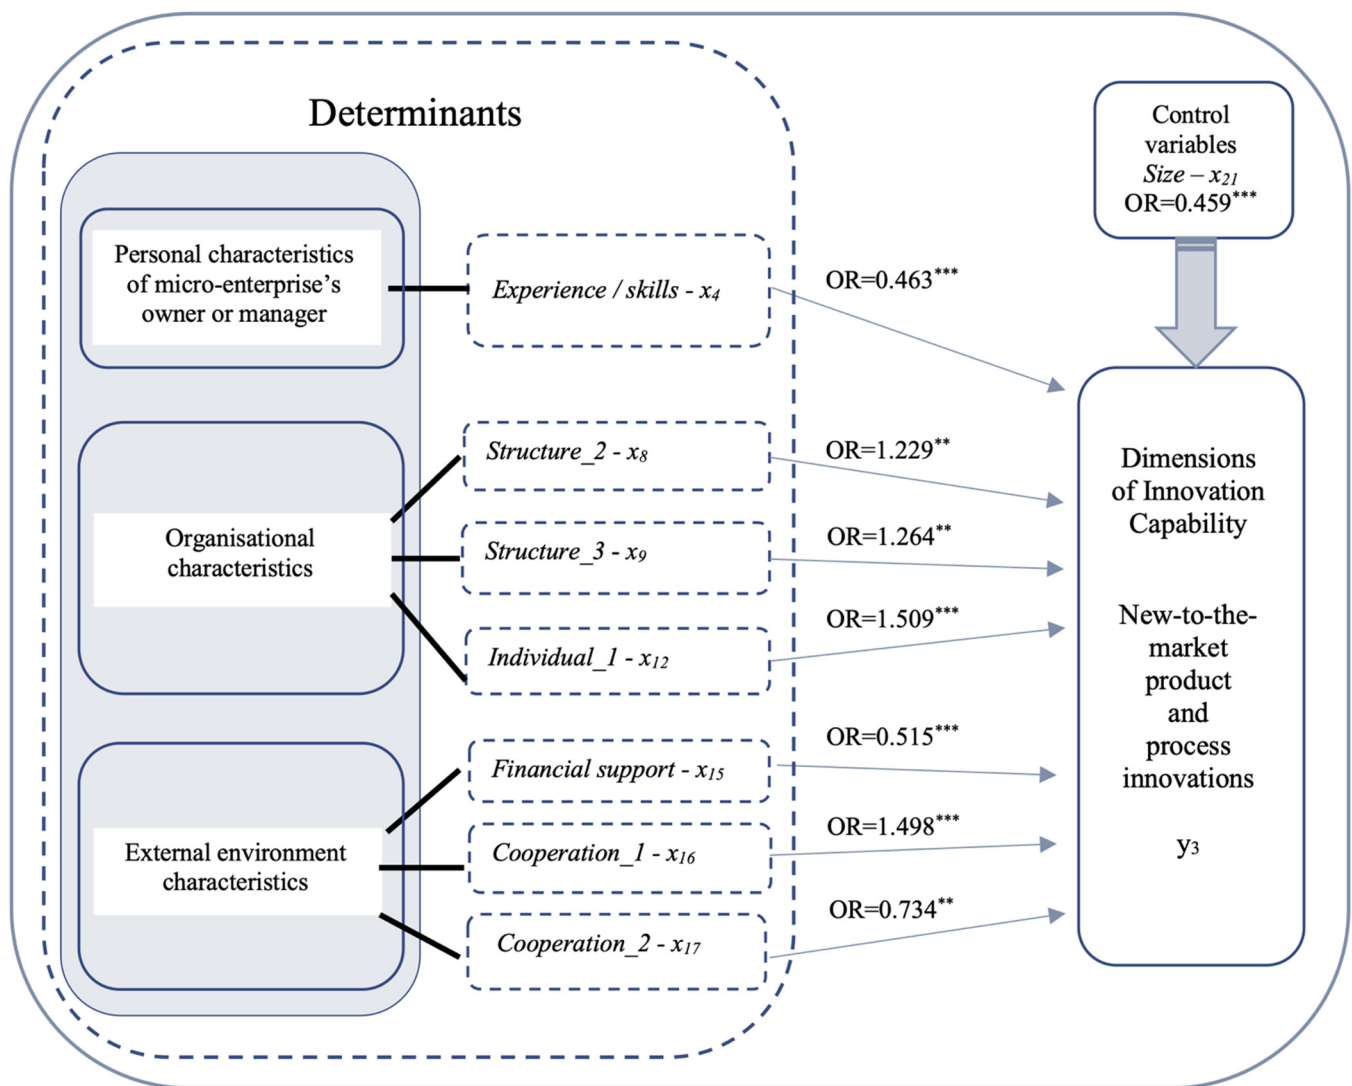 Determinants
Control
variables
Size – x21
OR=0.459***
Personal characteristics
of micro-enterprise’s
owner or manager
Experience / skills - x4
OR=0.463***
Organisational
characteristics
Structure_2 - x8
OR=1.229**
Structure_3 - x9
OR=1.264**
Individual_1 - x12
OR=1.509***
External environment
characteristics
Financial support - x15
OR=0.515***
Cooperation_1 - x16
OR=1.498***
Cooperation_2 - x17
OR=0.734**
Dimensions
of Innovation
Capability
New-to-the-
market
product
and
process
innovations
y3